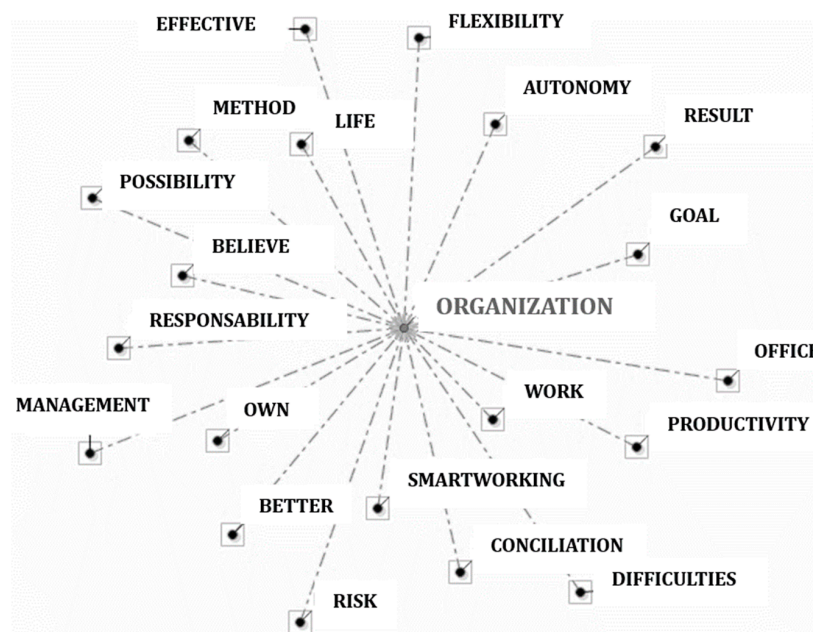 EFFECTIVE
FLEXIBILITY
AUTONOMY
METHOD
LIFE
RESULT
POSSIBILITY
GOAL
BELIEVE
ORGANIZATION
RESPONSABILITY
OFFICE
MANAGEMENT
OWN
WORK
PRODUCTIVITY
SMARTWORKING
BETTER
CONCILIATION
DIFFICULTIES
RISK